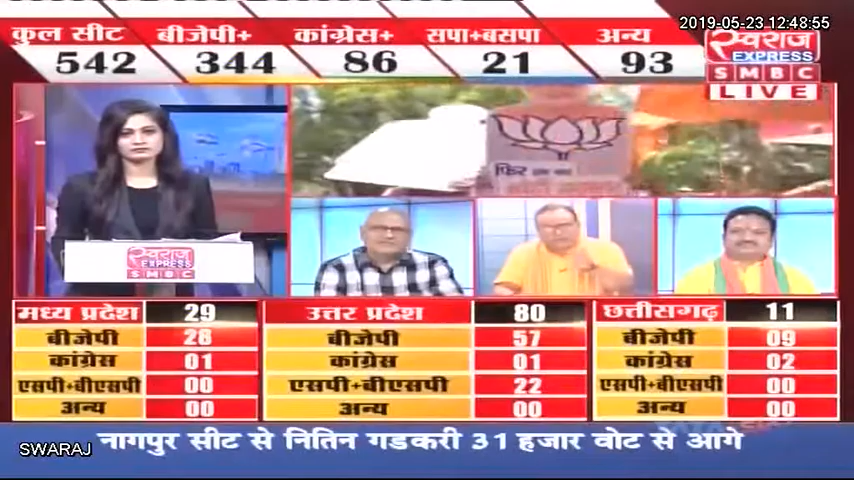 2019-05-23 12:48:55
कुल सीट बीजेपी+ कांग्रेस+ सपा+बसपा अन्य
542 344 86 21 93
स्वराज
EXPRESS
SMBC
LIVE
फिर
स्वराज
EXPRESS
SMBC
मध्य प्रदेश 29
बीजेपी 28
कांग्रेस 01
एसपी+बीएसपी 00
अन्य 00
उत्तर प्रदेश 80
बीजेपी 57
कांग्रेस 01
एसपी+बीएसपी 22
अन्य 00
छत्तीसगढ़ 11
बीजेपी 09
कांग्रेस 02
एसपी+बीएसपी 00
अन्य 00
नागपुर सीट से नितिन गडकरी 31 हजार वोट से आगे
SWARAJ